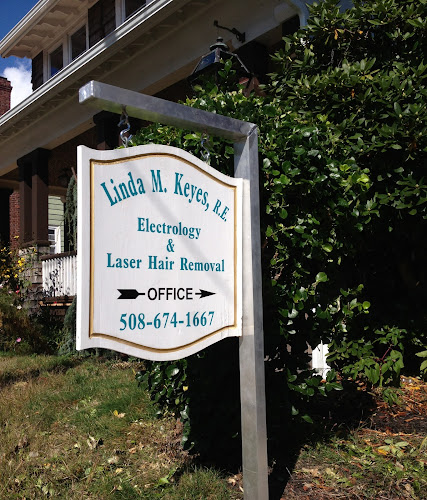 Linda M. Keyes, R.E.
Electrology
&
Laser Hair Removal
OFFICE
508-674-1667